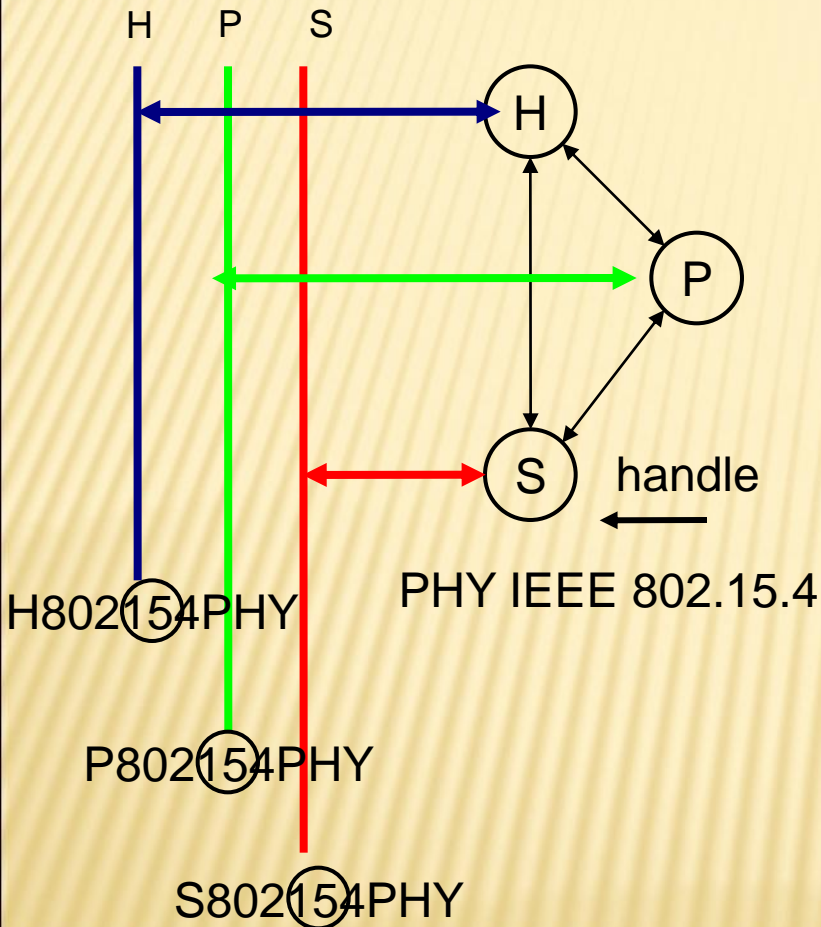 H P S
H
P
S
handle
PHY IEEE 802.15.4
H802154PHY
P802154PHY
S802154PHY